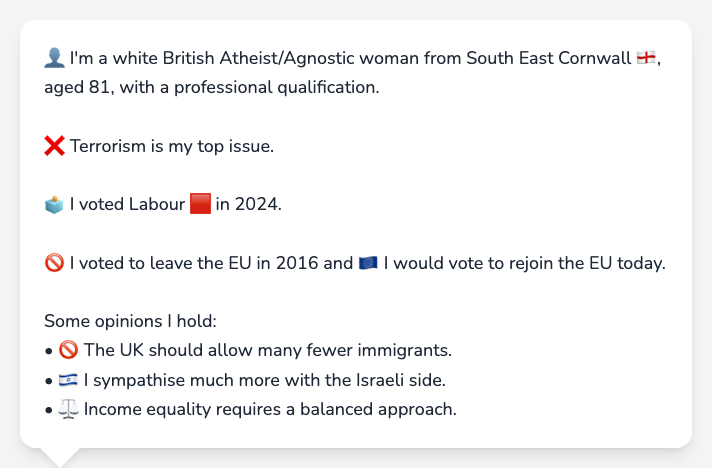 👤 I'm a white British Atheist/Agnostic woman from South East Cornwall 🏴󠁧󠁢󠁥󠁮󠁧󠁿,
aged 81, with a professional qualification.
❌ Terrorism is my top issue.
🗳️ I voted Labour 🟥 in 2024.
🚫 I voted to leave the EU in 2016 and 🇪🇺 I would vote to rejoin the EU today.
Some opinions I hold:
• 🚫 The UK should allow many fewer immigrants.
• 🇮🇱 I sympathise much more with the Israeli side.
• ⚖️ Income equality requires a balanced approach.